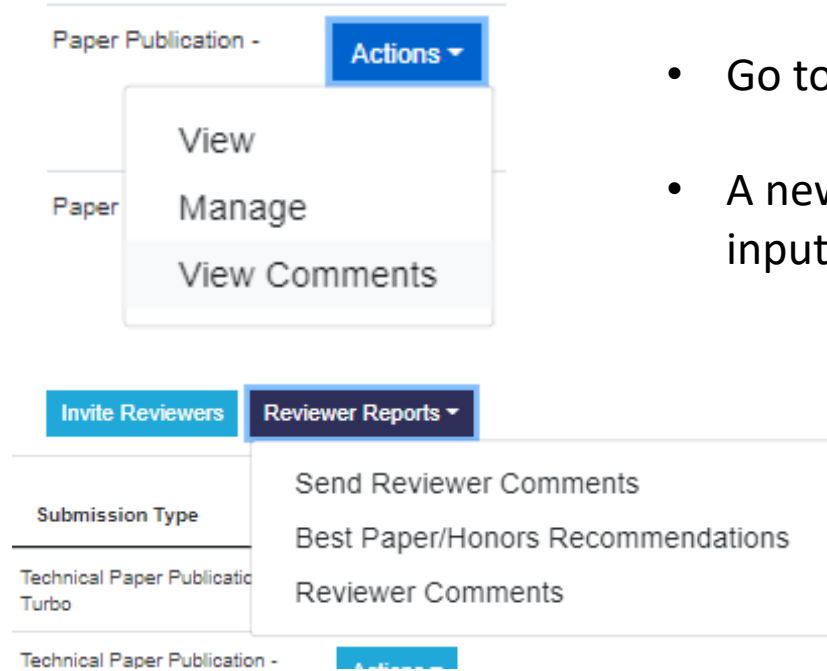 Paper Publication -
Actions
View
Paper
Manage
View Comments
• Go to
• A new
input
Invite Reviewers
Reviewer Reports
Send Reviewer Comments
Submission Type
Best Paper/Honors Recommendations
Technical Paper Publicatio
Turbo
Reviewer Comments
Technical Paper Publication -
Actions